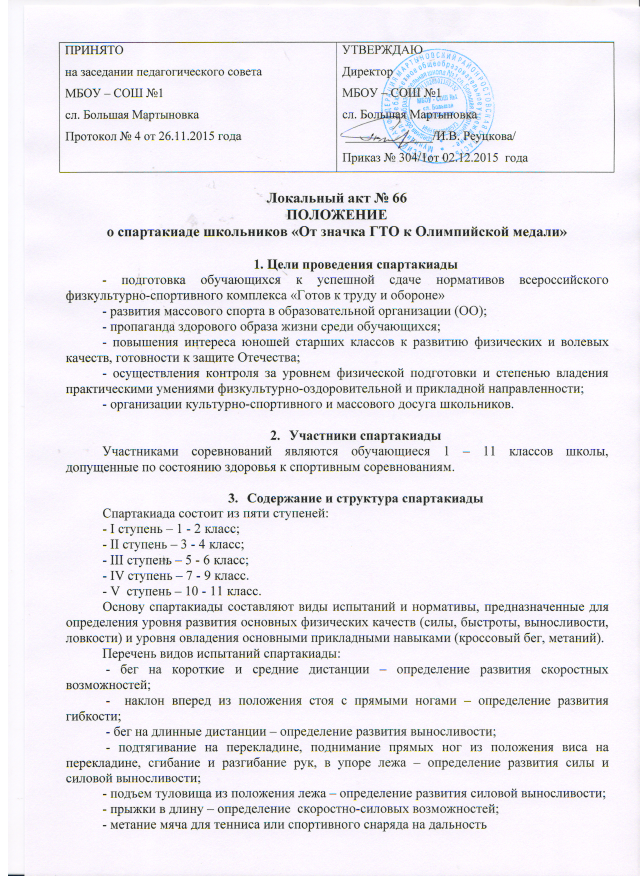 ПРИНЯТО
на заседании педагогического совета
МБОУ – СОШ №1
сл. Большая Мартыновка
Протокол № 4 от 26.11.2015 года
УТВЕРЖДАЮ
Директор
МБОУ – СОШ №1
сл. Большая Мартыновка
/И.В. Реуцкова/
Приказ № 304/1от 02.12.2015 года
Локальный акт № 66
ПОЛОЖЕНИЕ
о спартакиаде школьников «От значка ГТО к Олимпийской медали»
1. Цели проведения спартакиады
- подготовка обучающихся к успешной сдаче нормативов всероссийского
физкультурно-спортивного комплекса «Готов к труду и обороне»
- развития массового спорта в образовательной организации (ОО);
- пропаганда здорового образа жизни среди обучающихся;
- повышения интереса юношей старших классов к развитию физических и волевых
качеств, готовности к защите Отечества;
- осуществления контроля за уровнем физической подготовки и степенью владения
практическими умениями физкультурно-оздоровительной и прикладной направленности;
- организации культурно-спортивного и массового досуга школьников.
2. Участники спартакиады
Участниками соревнований являются обучающиеся 1 – 11 классов школы,
допущенные по состоянию здоровья к спортивным соревнованиям.
3. Содержание и структура спартакиады
Спартакиада состоит из пяти ступеней:
- I ступень – 1 - 2 класс;
- II ступень – 3 - 4 класс;
- III ступень – 5 - 6 класс;
- IV ступень – 7 - 9 класс.
- V ступень – 10 - 11 класс.
Основу спартакиады составляют виды испытаний и нормативы, предназначенные для
определения уровня развития основных физических качеств (силы, быстроты, выносливости,
ловкости) и уровня овладения основными прикладными навыками (кроссовый бег, метаний).
Перечень видов испытаний спартакиады:
- бег на короткие и средние дистанции – определение развития скоростных
возможностей;
- наклон вперед из положения стоя с прямыми ногами – определение развития
гибкости;
- бег на длинные дистанции – определение развития выносливости;
- подтягивание на перекладине, поднимание прямых ног из положения виса на
перекладине, сгибание и разгибание рук, в упоре лежа – определение развития силы и
силовой выносливости;
- подъем туловища из положения лежа – определение развития силовой выносливости;
- прыжки в длину – определение скоростно-силовых возможностей;
- метание мяча для тенниса или спортивного снаряда на дальность